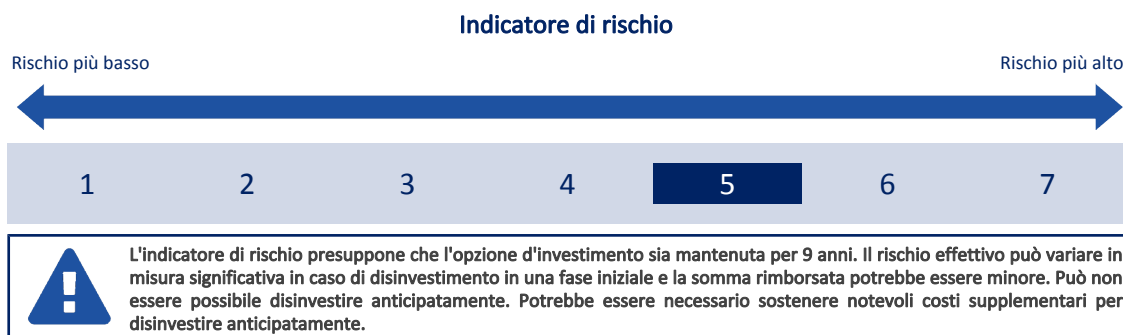 Indicatore di rischio
Rischio più basso
Rischio più alto
1 2 3 4 5 6 7
L'indicatore di rischio presuppone che l'opzione d'investimento sia mantenuta per 9 anni. Il rischio effettivo può variare in
misura significativa in caso di disinvestimento in una fase iniziale e la somma rimborsata potrebbe essere minore. Può non
essere possibile disinvestire anticipatamente. Potrebbe essere necessario sostenere notevoli costi supplementari per
disinvestire anticipatamente.